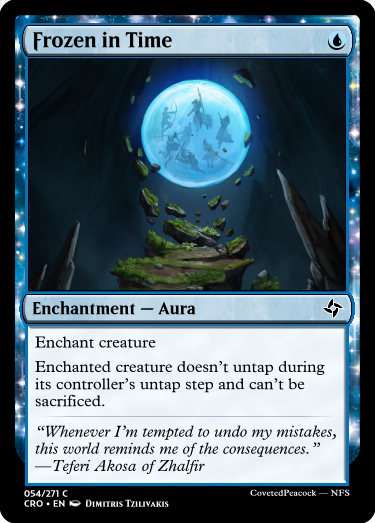 Frozen in Time
Enchantment — Aura
Enchant creature
Enchanted creature doesn't untap during
its controller's untap step and can't be
sacrificed.
“Whenever I'm tempted to undo my mistakes,
this world reminds me of the consequences.”
—Teferi Akosa of Zhalfir
054/271 C
CRO • EN Dimitris Tzilivakis
CovetedPeacock — NFS